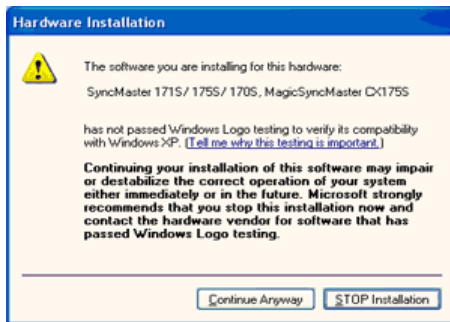 Hardware Installation
The software you are installing for this hardware:
SyncMaster 171S/ 175S/ 170S, MagicSyncMaster CX175S
has not passed Windows Logo testing to verify its compatibility
with Windows XP. (Tell me why this testing is important.)
Continuing your installation of this software may impair
or destabilize the correct operation of your system
either immediately or in the future. Microsoft strongly
recommends that you stop this installation now and
contact the hardware vendor for software that has
passed Windows Logo testing.
Continue Anyway
STOP Installation